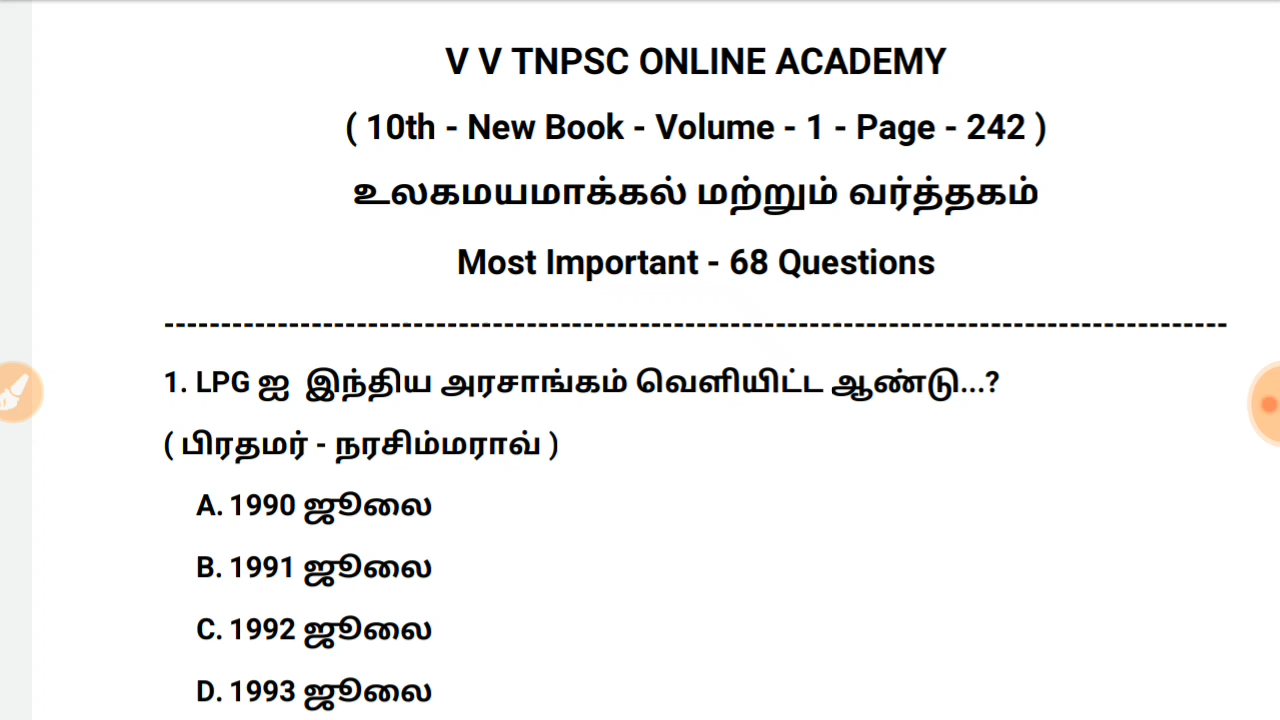 V V TNPSC ONLINE ACADEMY
( 10th - New Book - Volume - 1 - Page - 242 )
உலகமயமாக்கல் மற்றும் வர்த்தகம்
Most Important - 68 Questions
-----------------------------------------------------------------------------------------------
1. LPG ஐ இந்திய அரசாங்கம் வெளியிட்ட ஆண்டு...?
( பிரதமர் - நரசிம்மராவ் )
A. 1990 ஜூலை
B. 1991 ஜூலை
C. 1992 ஜூலை
D. 1993 ஜூலை